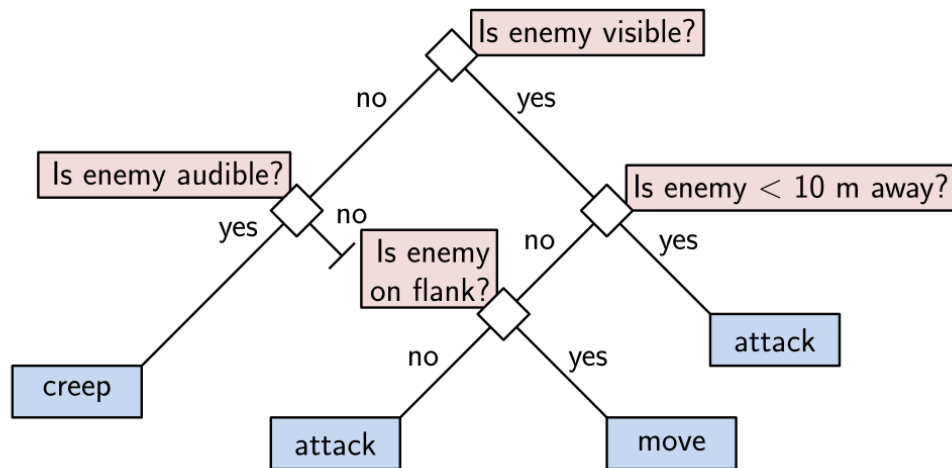 Is enemy visible?
no
yes
Is enemy audible?
Is enemy < 10 m away?
yes
no
no
yes
Is enemy
on flank?
attack
no
yes
creep
attack
move